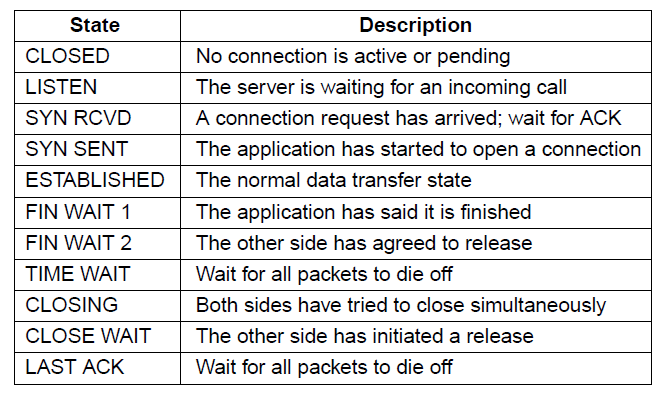 State Description
CLOSED No connection is active or pending
LISTEN The server is waiting for an incoming call
SYN RCVD A connection request has arrived; wait for ACK
SYN SENT The application has started to open a connection
ESTABLISHED The normal data transfer state
FIN WAIT 1 The application has said it is finished
FIN WAIT 2 The other side has agreed to release
TIME WAIT Wait for all packets to die off
CLOSING Both sides have tried to close simultaneously
CLOSE WAIT The other side has initiated a release
LAST ACK Wait for all packets to die off